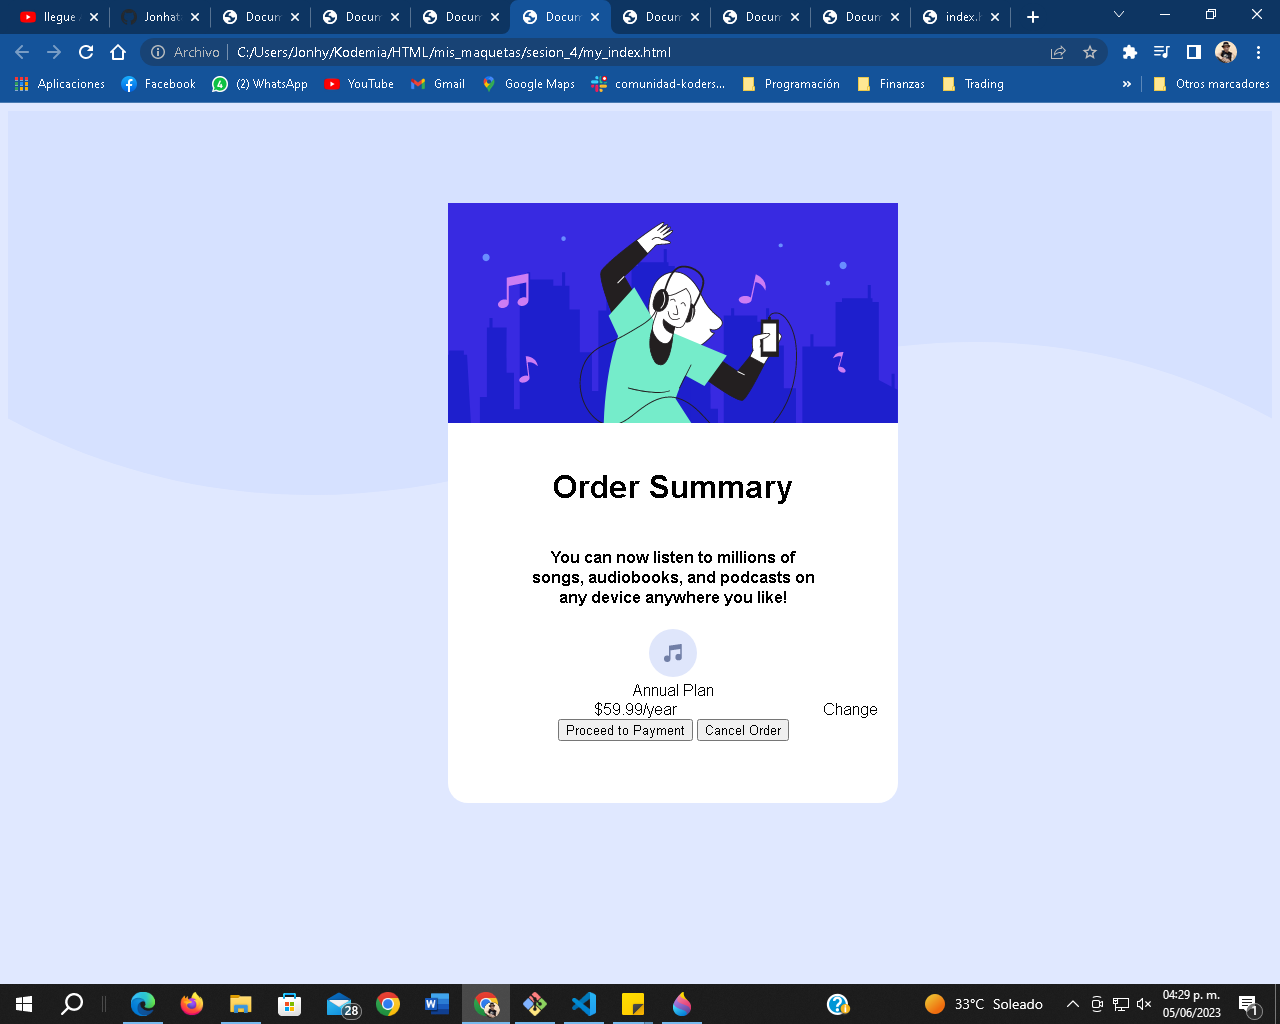 llegue
Jonhat
Docum
Docum
Docum
Docum
Docum
Docum
Docum
index.h
Archivo
C:/Users/Jonhy/Kodemia/HTML/mis_maquetas/sesion_4/my_index.html
Aplicaciones
Facebook
4
(2) WhatsApp
YouTube
Gmail
Google Maps
comunidad-koders...
Programación
Finanzas
Trading
»
Otros marcadores
Order Summary
You can now listen to millions of
songs, audiobooks, and podcasts on
any device anywhere you like!
Annual Plan
$59.99/year
Change
Proceed to Payment
Cancel Order
28
33°C Soleado
04:29 p. m.
05/06/2023
1